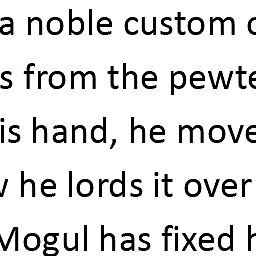 a noble custom
s from the pewte
is hand, he move
he lords it over
Mogul has fixed h